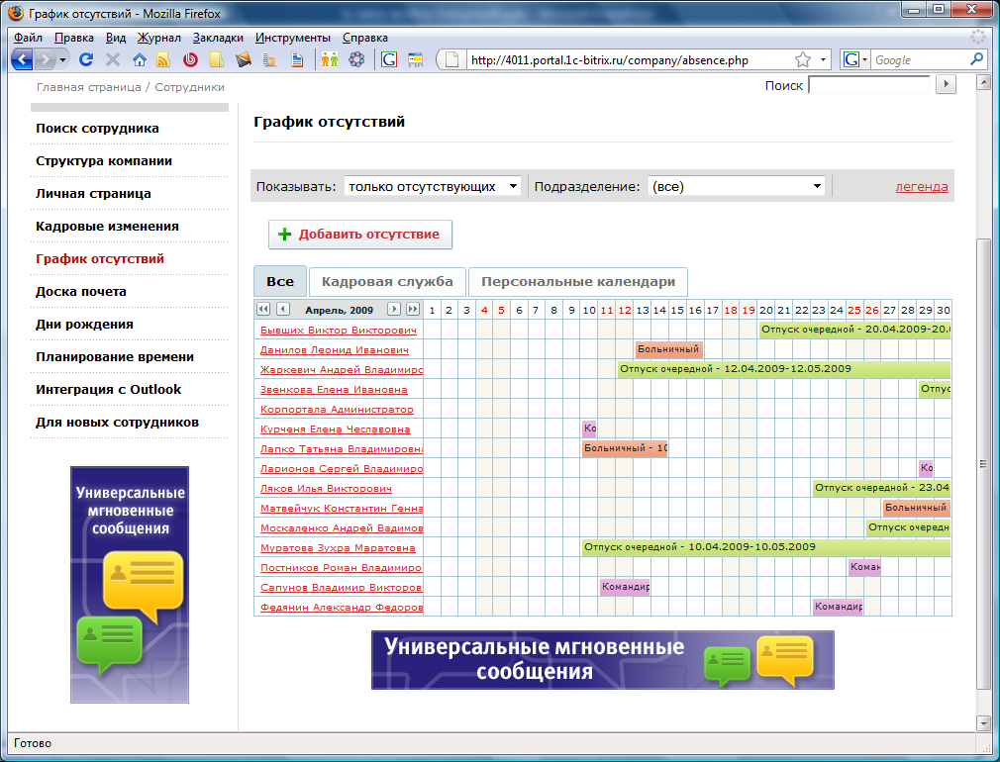 График отсутствий - Mozilla Firefox
Файл Правка Вид Журнал Закладки Инструменты Справка
http://4011.portal.1c-bitrix.ru/company/absence.php
G Google
Главная страница / Сотрудники
Поиск
Поиск сотрудника
Структура компании
Личная страница
Кадровые изменения
График отсутствий
Доска почета
Дни рождения
Планирование времени
Интеграция с Outlook
Для новых сотрудников
Универсальные
мгновенные
сообщения
График отсутствий
Показывать: только отсутствующих Подразделение: (все) легенда
Добавить отсутствие
Все Кадровая служба Персональные календари
Апрель, 2009 1 2 3 4 5 6 7 8 9 10 11 12 13 14 15 16 17 18 19 20 21 22 23 24 25 26 27 28 29 30
Бывших Виктор Викторович Отпуск очередной - 20.04.2009-20.0
Данилов Леонид Иванович Больничный
Жаркевич Андрей Владимиро Отпуск очередной - 12.04.2009-12.05.2009
Звенкова Елена Ивановна Отпус
Корпортала Администратор
Курченя Елена Чеславовна Ко
Лапко Татьяна Владимировна Больничный - 10
Ларионов Сергей Владимиро Ко
Ляков Илья Викторович Отпуск очередной - 23.04
Матвейчук Константин Генна Больничный
Москаленко Андрей Вадимов Отпуск очередн
Муратова Зухра Маратовна Отпуск очередной - 10.04.2009-10.05.2009
Постников Роман Владимиро Коман
Сапунов Владимир Викторов Командир
Федянин Александр Федоров Командир
Универсальные мгновенные
сообщения
Готово